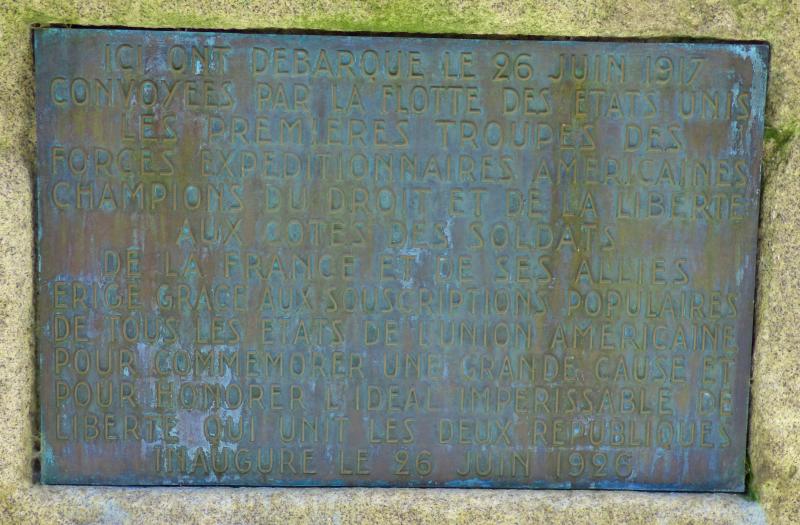 ICI ONT DEBARQUE LE 26 JUIN 1917
CONVOYEES PAR LA FLOTTE DES ETATS UNIS
LES PREMIERES TROUPES DES
FORCES EXPEDITIONNAIRES AMERICAINES
CHAMPIONS DU DROIT ET DE LA LIBERTE
AUX COTES DES SOLDATS
DE LA FRANCE ET DE SES ALLIES
ERIGE GRACE AUX SOUSCRIPTIONS POPULAIRES
DE TOUS LES ETATS DE L'UNION AMERICAINE
POUR COMMEMORER UNE GRANDE CAUSE ET
POUR HONORER L'IDEAL IMPERISSABLE DE
LIBERTE QUI UNIT LES DEUX REPUBLIQUES
INAUGURE LE 26 JUIN 1926